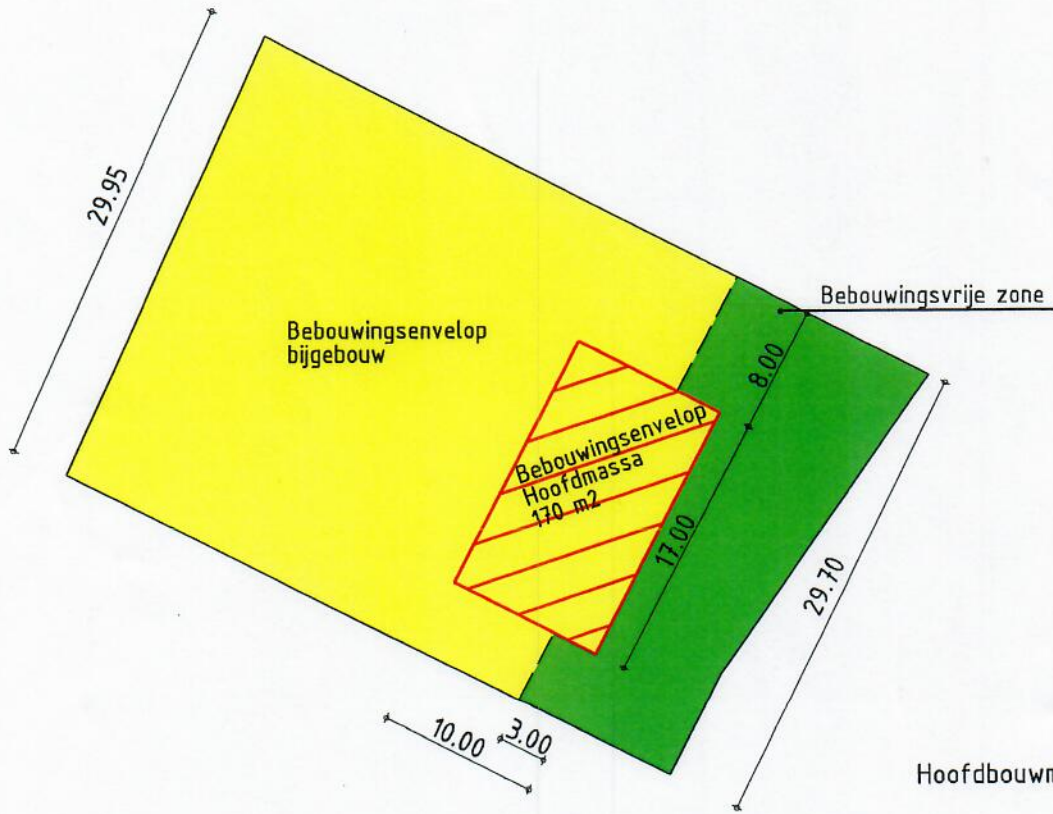 29.95
Bebouwingsvrije zone
Bebouwingsenvelop
bijgebouw
8.00
Bebouwingsenvelop
Hoofdmassa
170 m2
17.00
29.70
10.00
3.00